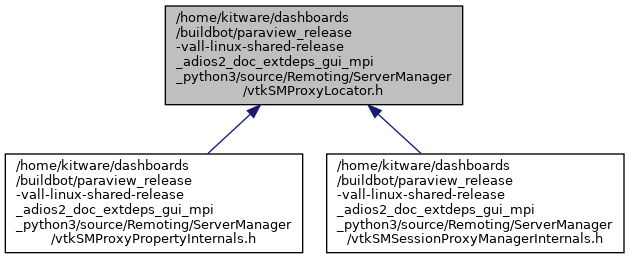 /home/kitware/dashboards
/buildbot/paraview_release
-vall-linux-shared-release
_adios2_doc_extdeps_gui_mpi
_python3/source/Remoting/ServerManager
/vtkSMProxyLocator.h
/home/kitware/dashboards
/buildbot/paraview_release
-vall-linux-shared-release
_adios2_doc_extdeps_gui_mpi
_python3/source/Remoting/ServerManager
/vtkSMProxyPropertyInternals.h
/home/kitware/dashboards
/buildbot/paraview_release
-vall-linux-shared-release
_adios2_doc_extdeps_gui_mpi
_python3/source/Remoting/ServerManager
/vtkSMSessionProxyManagerInternals.h